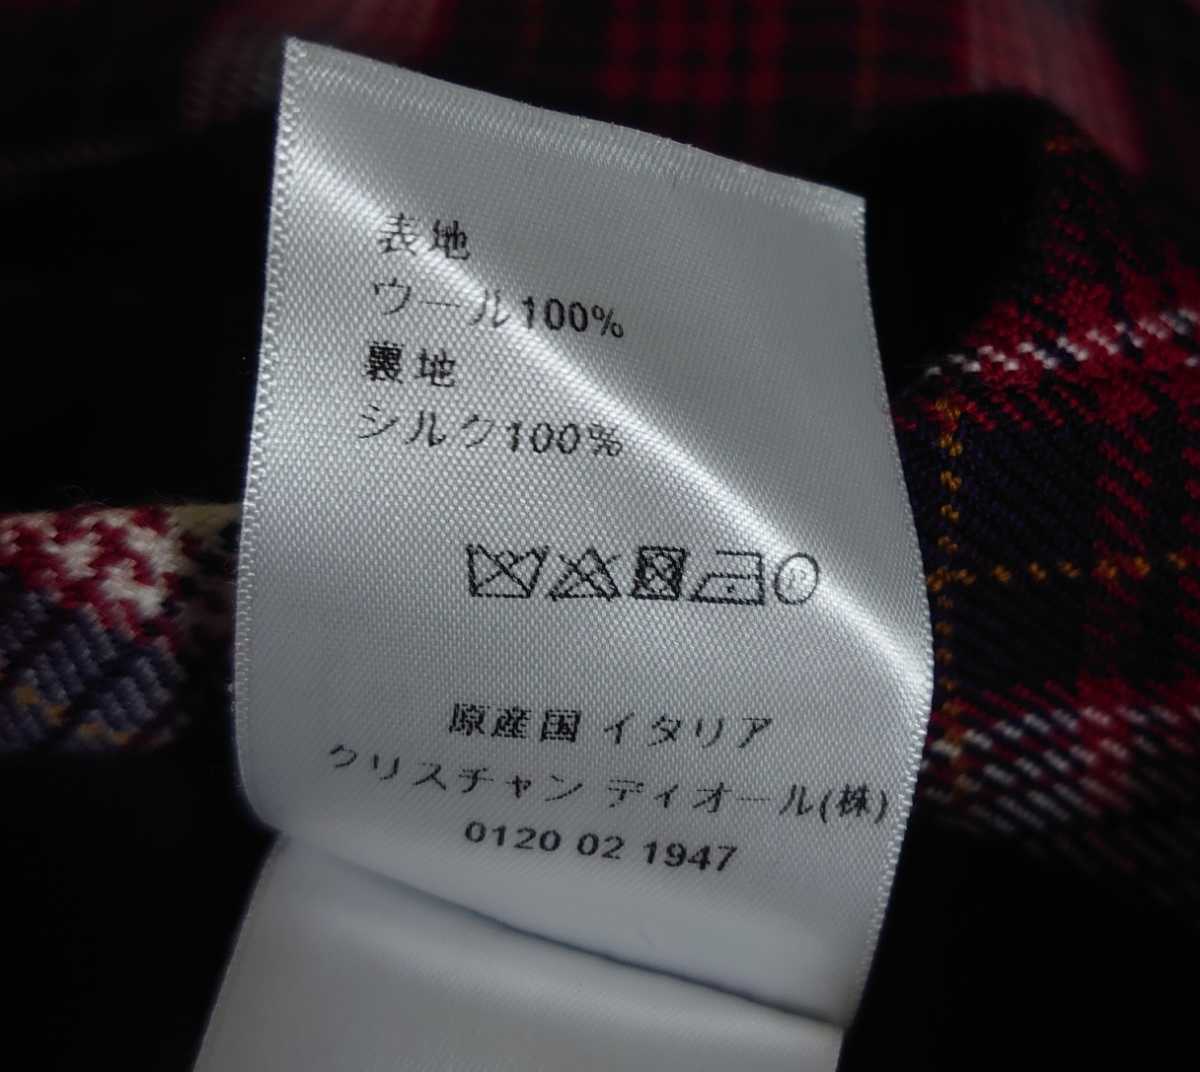 表地
ウール100%
裏地
シルク100%
P
原産国 イタリア
クリスチャン ディオール(株)
0120 02 1947